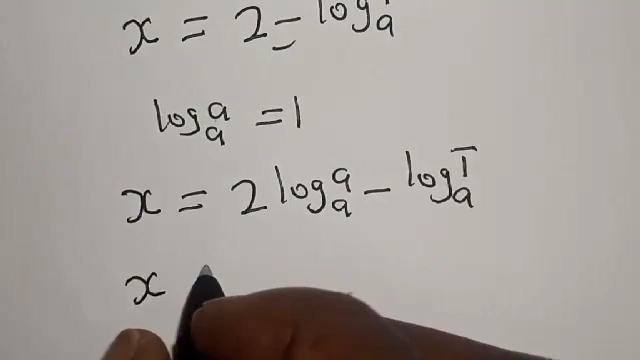 x = 2 - log_a
log_a^a = 1
x = 2 log_a^a - log_a^T
x